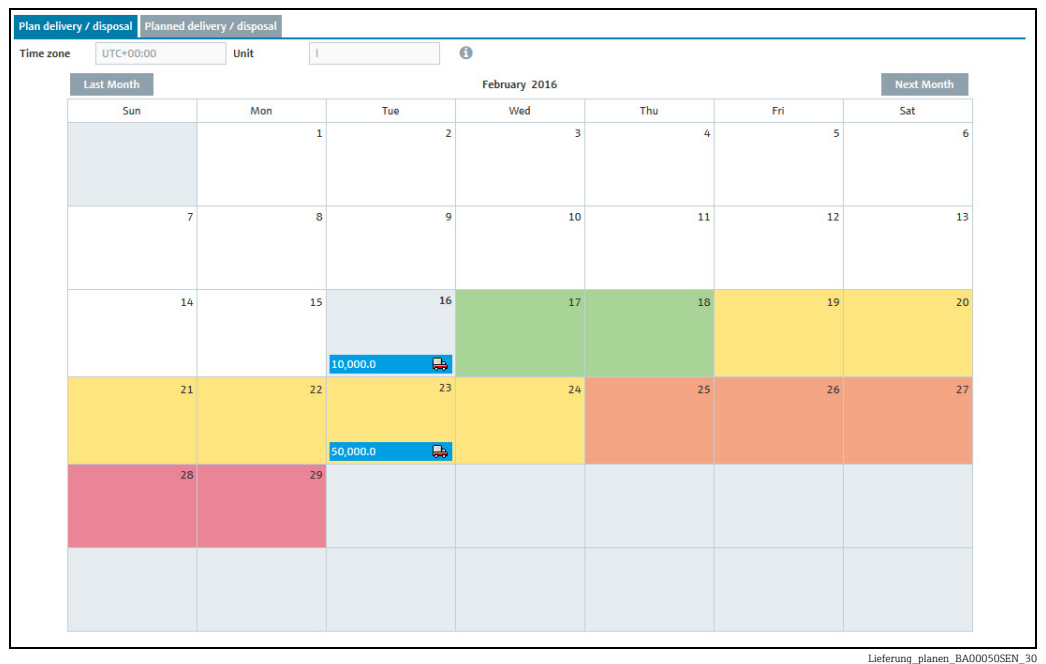 Plan delivery / disposal Planned delivery / disposal
Time zone UTC+00:00 Unit l
Last Month February 2016 Next Month
Sun Mon Tue Wed Thu Fri Sat
1 2 3 4 5 6
7 8 9 10 11 12 13
14 15 16 17 18 19 20
10,000.0
21 22 23 24 25 26 27
50,000.0
28 29
Lieferung_planen_BA00050SEN_30